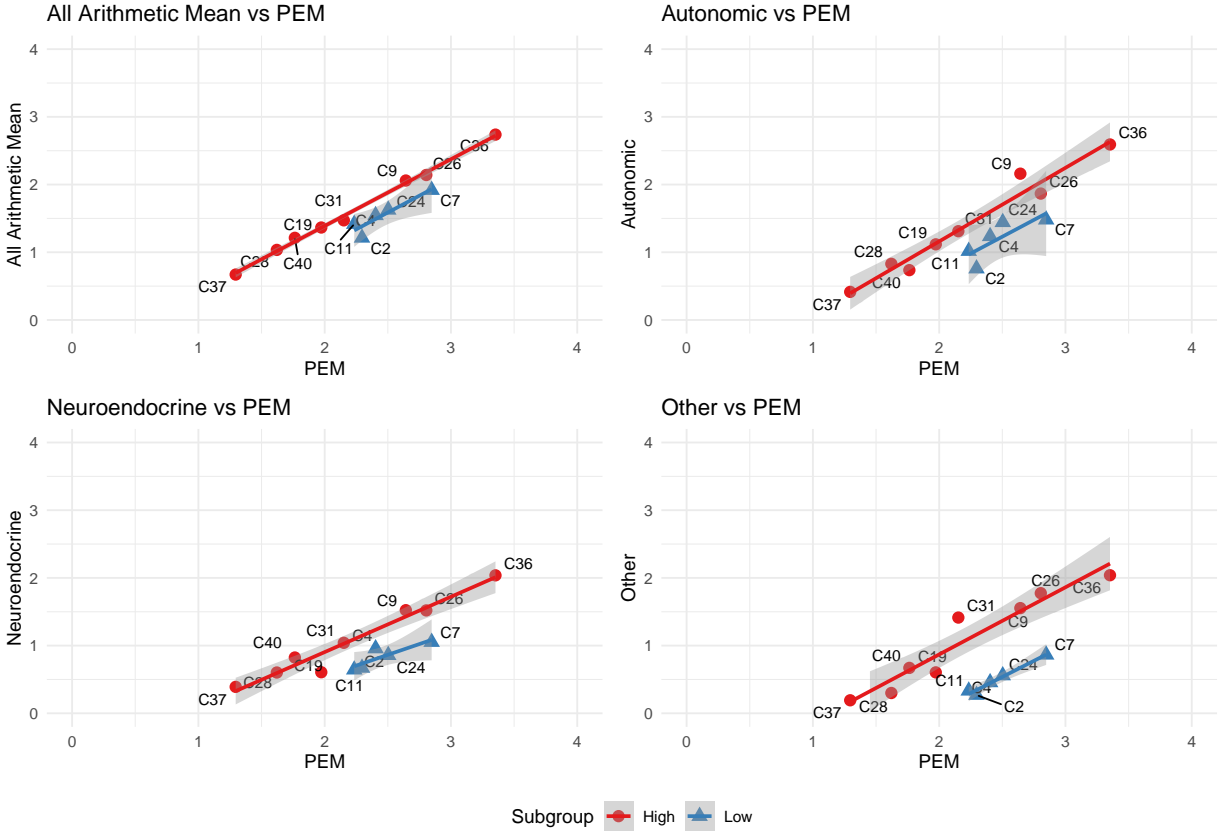 All Arithmetic Mean vs PEM
All Arithmetic Mean
4
3
2
1
0
C36
C26
C9
C31
C24
C7
C4
C19
C11
C2
C28
C40
C37
0 1 2 3 4
PEM
Autonomic vs PEM
Autonomic
4
3
2
1
0
C36
C9
C26
C24
C31
C7
C19
C4
C28
C11
C2
C40
C37
0 1 2 3 4
PEM
Neuroendocrine vs PEM
Neuroendocrine
4
3
2
1
0
C36
C9
C26
C31
C4
C7
C40
C2
C19
C24
C28
C11
C37
0 1 2 3 4
PEM
Other vs PEM
Other
4
3
2
1
0
C26
C36
C31
C9
C7
C40
C19
C24
C11
C4
C28
C2
C37
0 1 2 3 4
PEM
Subgroup High Low